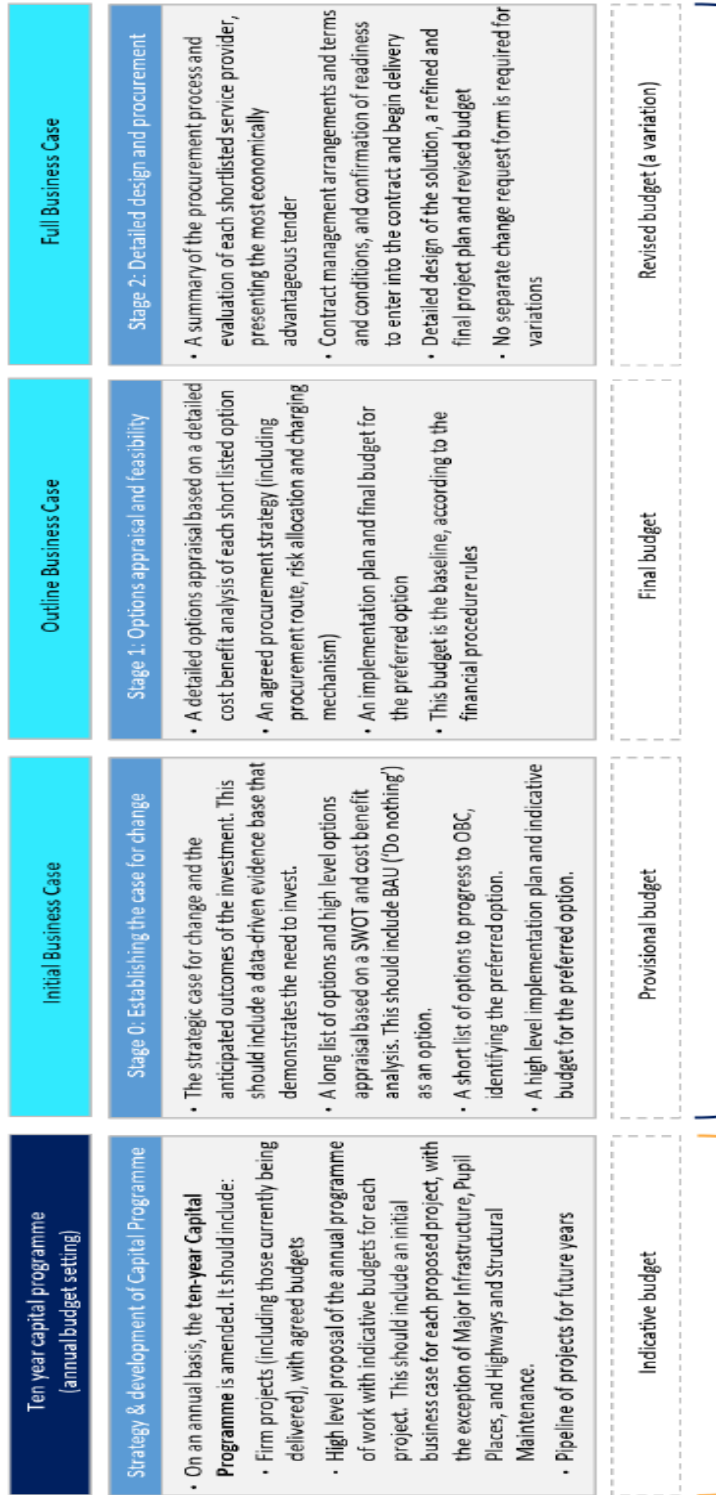 Ten year capital programme
(annual budget setting)
Strategy & development of Capital Programme
• On an annual basis, the ten-year Capital
Programme is amended. It should include:
• Firm projects (including those currently being
delivered), with agreed budgets
• High level proposal of the annual programme
of work with indicative budgets for each
project. This should include an initial
business case for each proposed project, with
the exception of Major Infrastructure, Pupil
Places, and Highways and Structural
Maintenance.
• Pipeline of projects for future years
Indicative budget
Initial Business Case
Stage 0: Establishing the case for change
• The strategic case for change and the
anticipated outcomes of the investment. This
should include a data-driven evidence base that
demonstrates the need to invest.
• A long list of options and high level options
appraisal based on a SWOT and cost benefit
analysis. This should include BAU ('Do nothing')
as an option.
• A short list of options to progress to OBC,
identifying the preferred option.
• A high level implementation plan and indicative
budget for the preferred option.
Provisional budget
Outline Business Case
Stage 1: Options appraisal and feasibility
• A detailed options appraisal based on a detailed
cost benefit analysis of each short listed option
• An agreed procurement strategy (including
procurement route, risk allocation and charging
mechanism)
• An implementation plan and final budget for
the preferred option
• This budget is the baseline, according to the
financial procedure rules
Final budget
Full Business Case
Stage 2: Detailed design and procurement
• A summary of the procurement process and
evaluation of each shortlisted service provider,
presenting the most economically
advantageous tender
• Contract management arrangements and terms
and conditions, and confirmation of readiness
to enter into the contract and begin delivery
• Detailed design of the solution, a refined and
final project plan and revised budget
• No separate change request form is required for
variations
Revised budget (a variation)